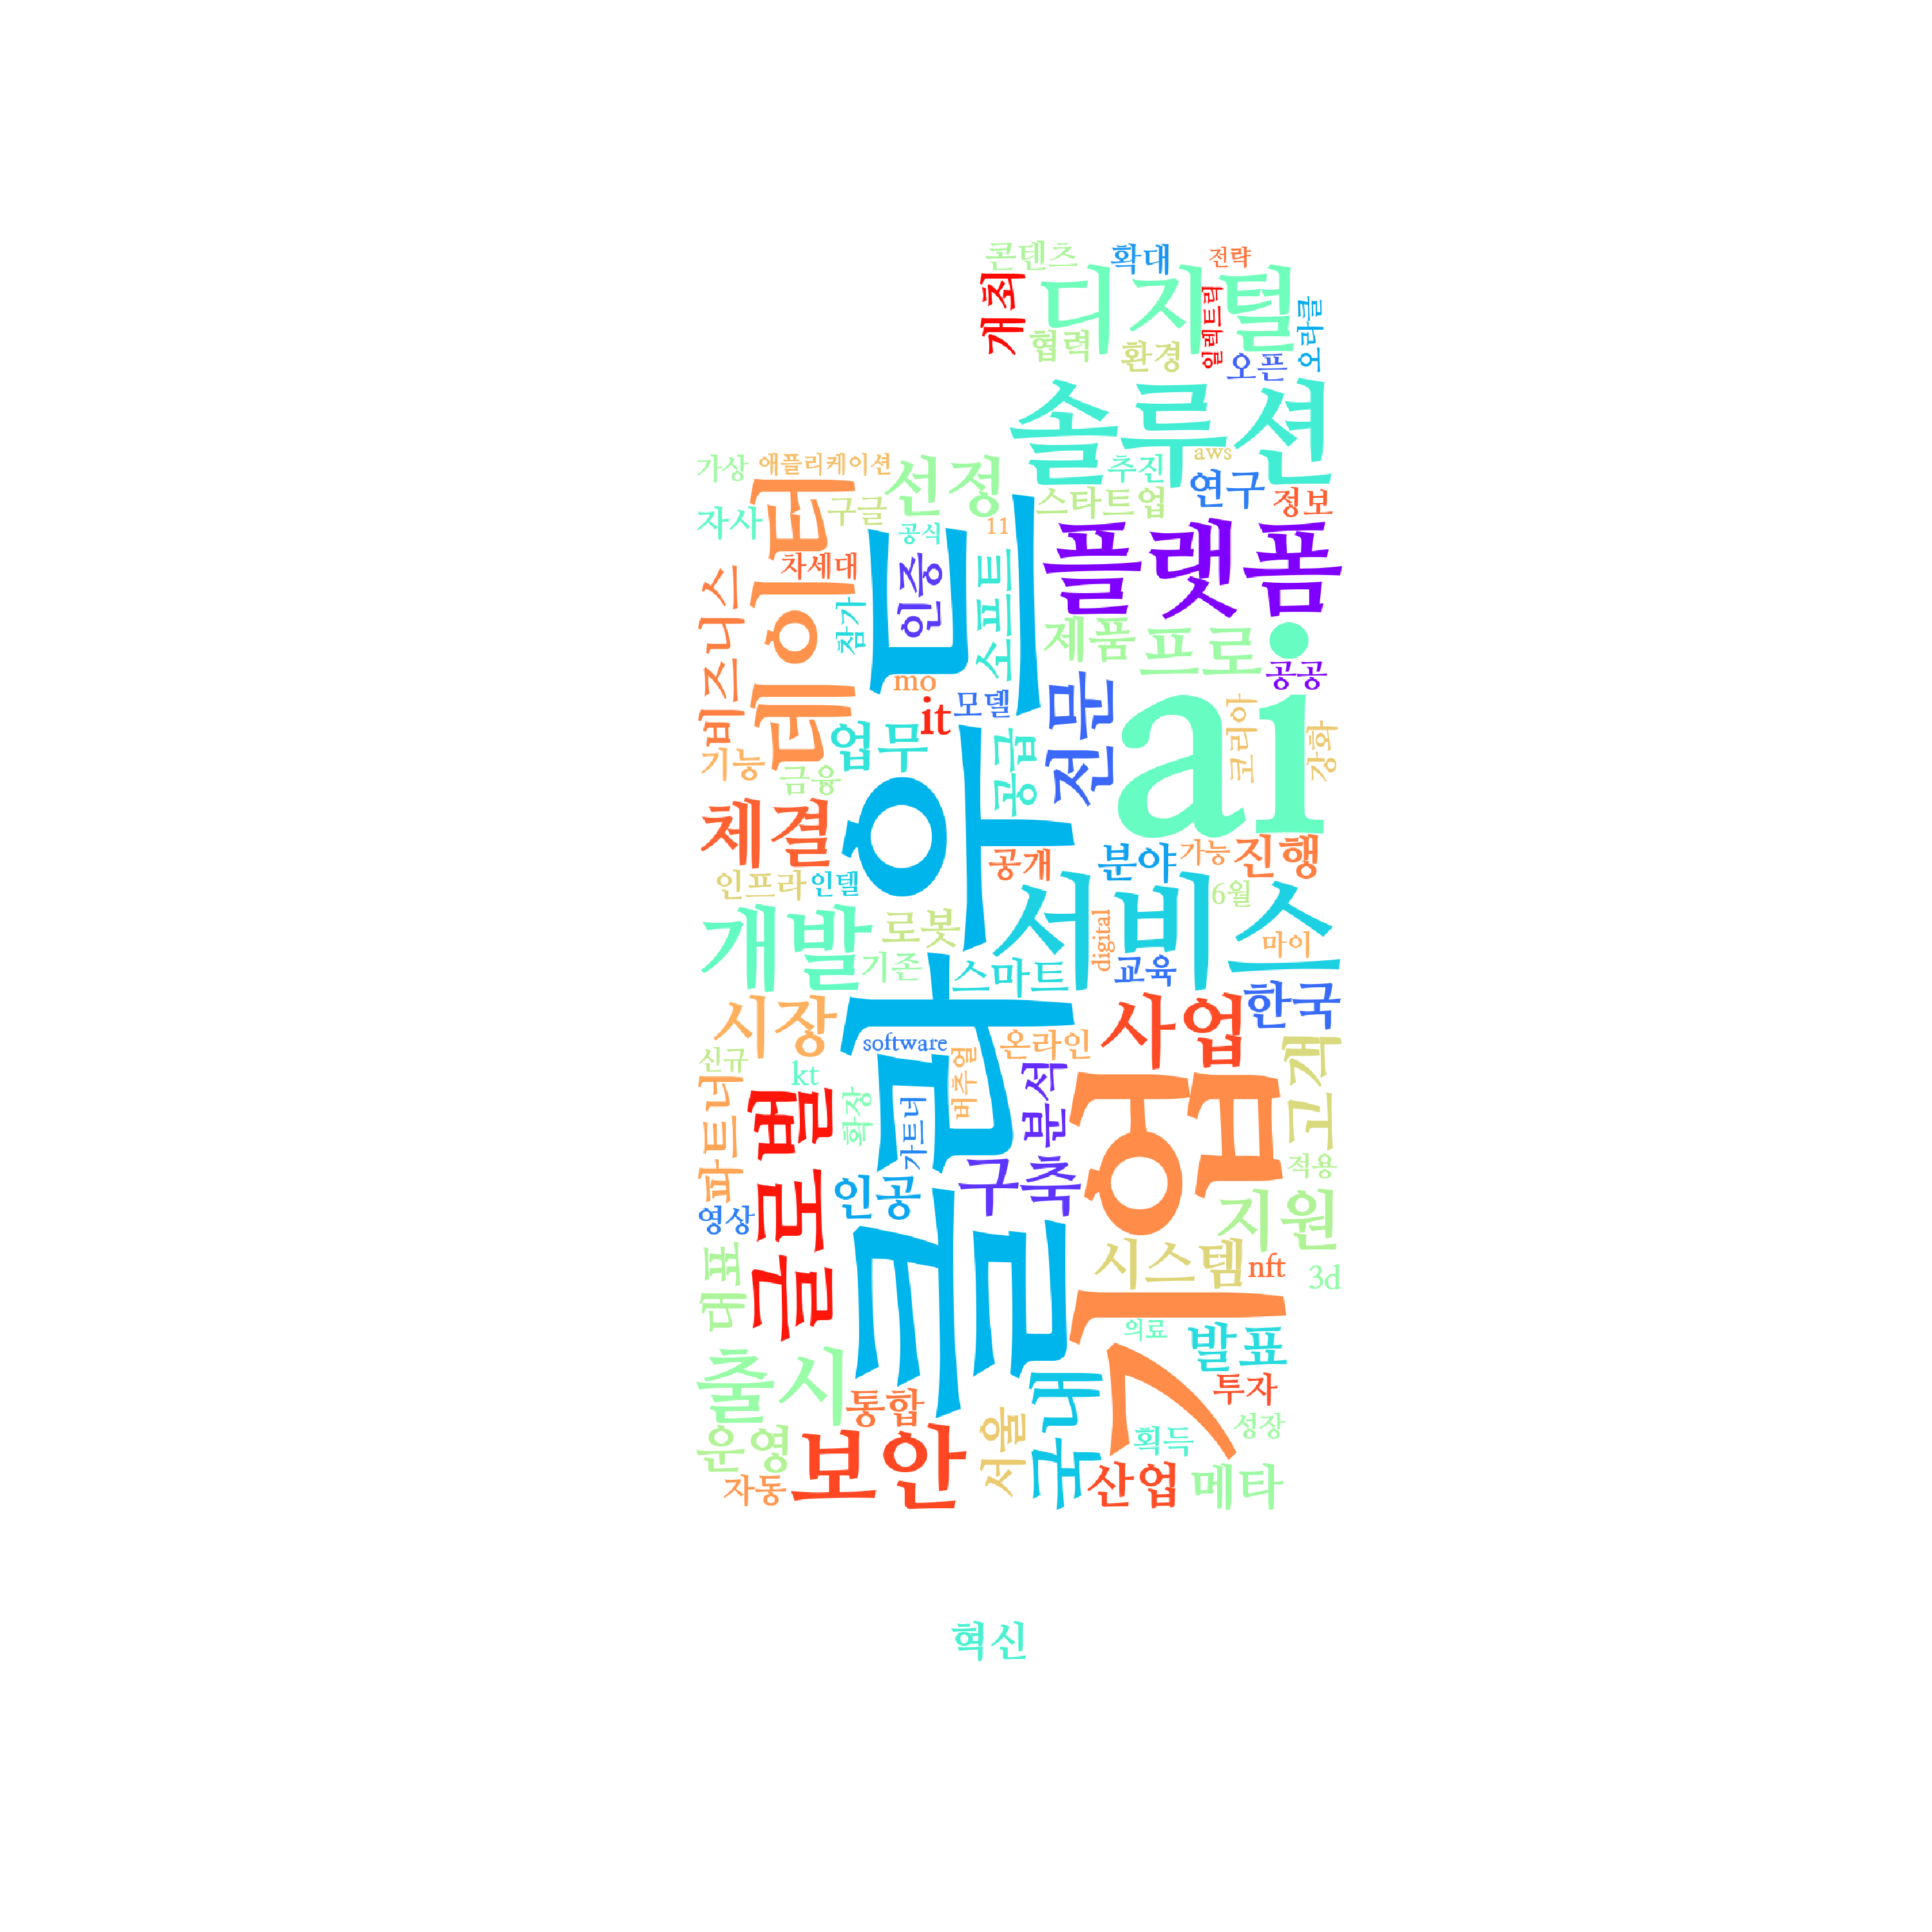 콘텐츠
확대
전략
개최
디지털
일렉트릭
오라클
협력
환경
오픈
솔루션
aws
가상
애플리케이션
선정
추진
연구
정보
스타트업
자사
구글
공식
11
데이터
클라우드
인증
소프트
플랫폼
차세대
비즈니스
참가
제품
프로
공공
mo
it
모델
전문
ai
코리아
강화
업무
공급
기능
금융
체결
공개
분야
가능
진행
인프라
인텔
6월
서비스
개발
로봇
digital
마이
기존
스마트
교육
한국
시장
사업
software
온라인
고개
신규
kt
버추얼
분석
기업
파트너
글로벌
확장
가트너
적용
인공
구축
지원
영상
시스템
nft
3d
대표
의료
발표
출시
통합
국내
투자
서울
성장
운영
보안
획득
자동
산업
메타
혁신